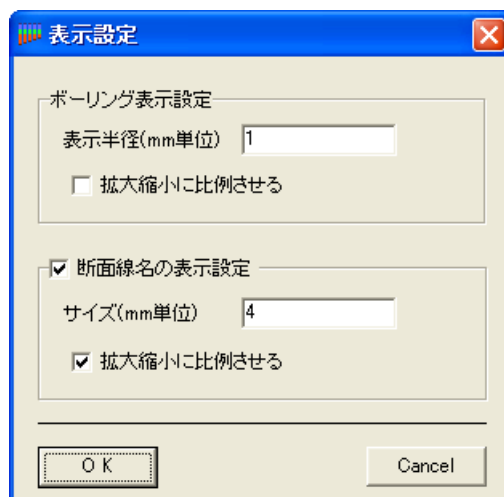 表示設定
ボーリング表示設定
表示半径(mm単位) 1
拡大縮小に比例させる
断面線名の表示設定
サイズ(mm単位) 4
拡大縮小に比例させる
ＯＫ Cancel